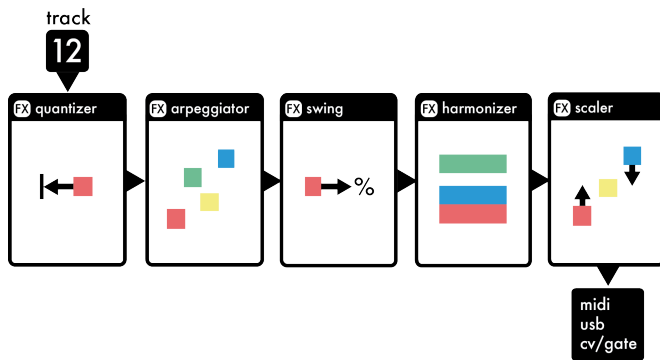 track
12
FX quantizer
FX arpeggiator
FX swing
FX harmonizer
FX scaler
%
midi
usb
cv/gate